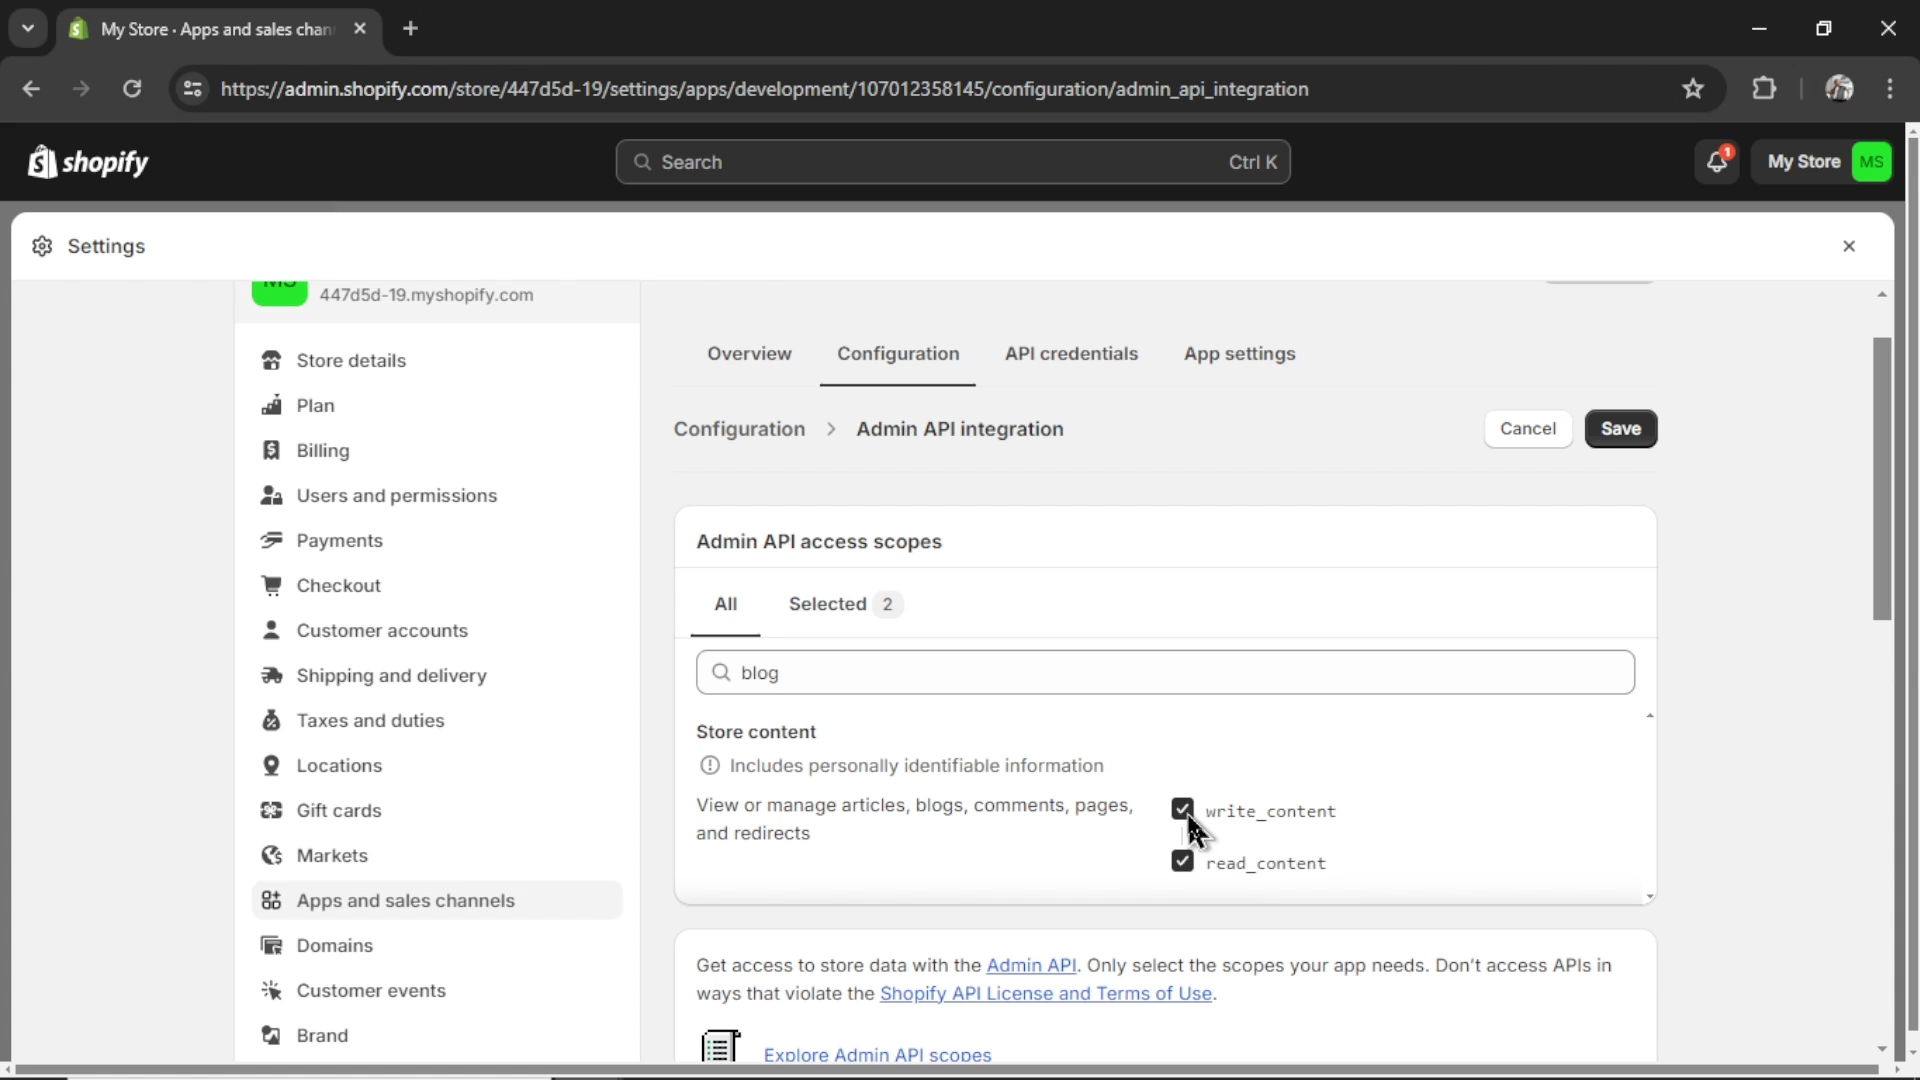 My Store · Apps and sales chan
https://admin.shopify.com/store/447d5d-19/settings/apps/development/107012358145/configuration/admin_api_integration
shopify
Search
Ctrl K
1
My Store
MS
Settings
MS
447d5d-19.myshopify.com
Store details
Plan
Billing
Users and permissions
Payments
Checkout
Customer accounts
Shipping and delivery
Taxes and duties
Locations
Gift cards
Markets
Apps and sales channels
Domains
Customer events
Brand
Overview
Configuration
API credentials
App settings
Configuration > Admin API integration
Cancel
Save
Admin API access scopes
All
Selected 2
blog
Store content
Includes personally identifiable information
View or manage articles, blogs, comments, pages,
and redirects
write_content
read_content
Get access to store data with the Admin API. Only select the scopes your app needs. Don't access APIs in
ways that violate the Shopify API License and Terms of Use.
Explore Admin API scopes